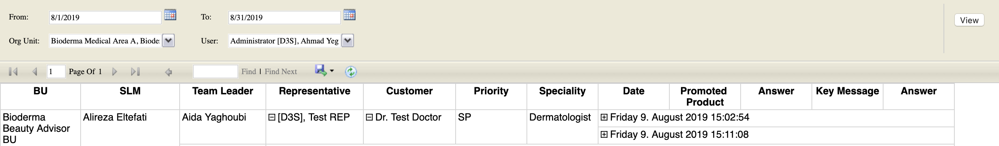 From: 8/1/2019 To: 8/31/2019 View
Org Unit: Bioderma Medical Area A, Bioder User: Administrator [D3S], Ahmad Yeg
1 Page Of 1 Find | Find Next
BU SLM Team Leader Representative Customer Priority Speciality Date Promoted Product Answer Key Message Answer
Bioderma Beauty Advisor BU Alireza Eltefati Aida Yaghoubi [D3S], Test REP Dr. Test Doctor SP Dermatologist Friday 9. August 2019 15:02:54
Friday 9. August 2019 15:11:08